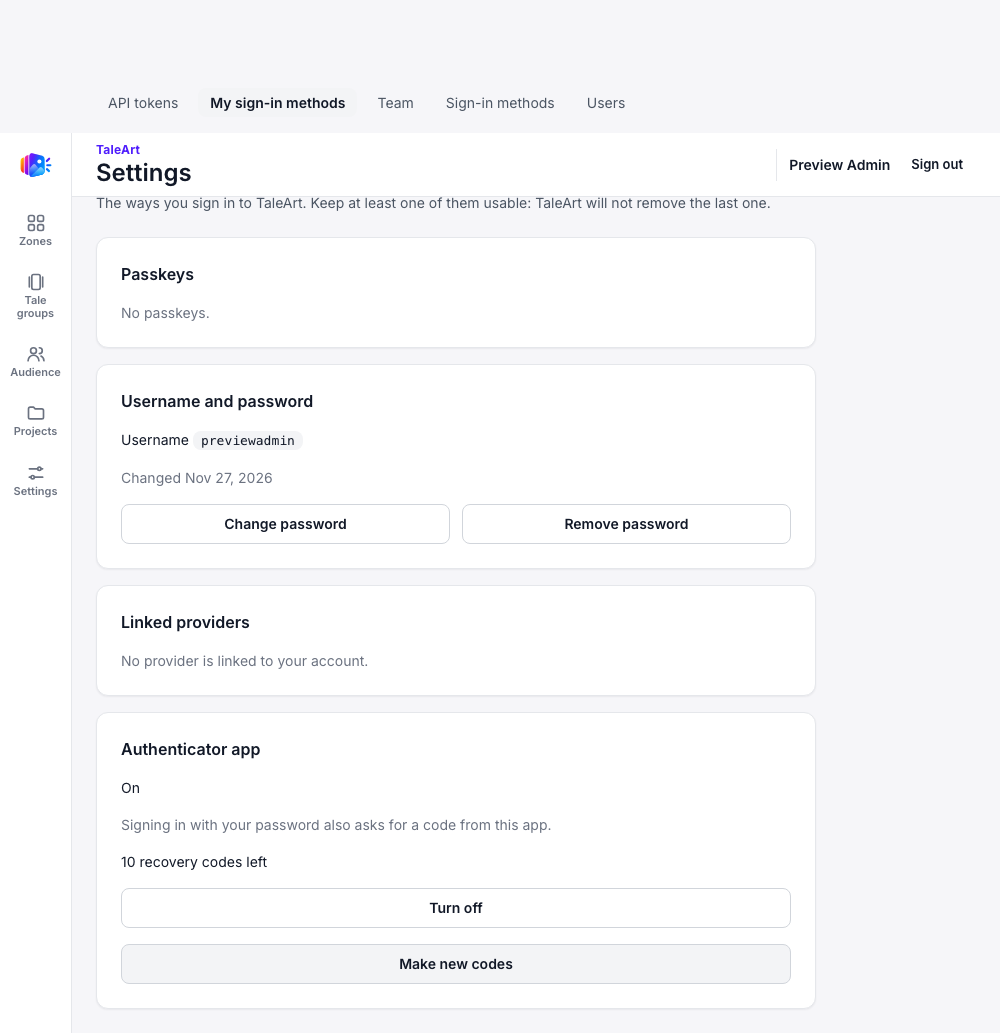 API tokens
My sign-in methods
Team
Sign-in methods
Users
TaleArt
Settings
Preview Admin
Sign out
Zones
Tale
groups
Audience
Projects
Settings
The ways you sign in to TaleArt. Keep at least one of them usable: TaleArt will not remove the last one.
Passkeys
No passkeys.
Username and password
Username previewadmin
Changed Nov 27, 2026
Change password
Remove password
Linked providers
No provider is linked to your account.
Authenticator app
On
Signing in with your password also asks for a code from this app.
10 recovery codes left
Turn off
Make new codes